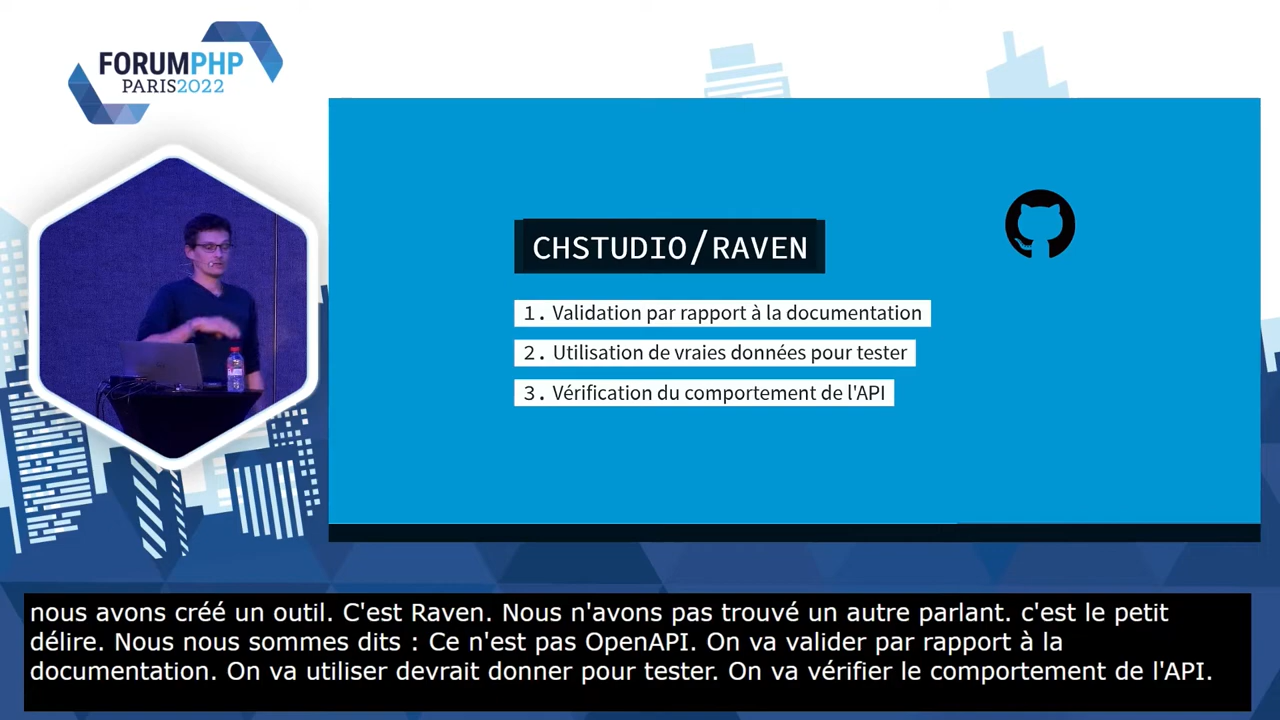 FORUMPHP
PARIS2022
CHSTUDIO/RAVEN
1. Validation par rapport à la documentation
2. Utilisation de vraies données pour tester
3. Vérification du comportement de l'API
nous avons créé un outil. C'est Raven. Nous n'avons pas trouvé un autre parlant. c'est le petit
délire. Nous nous sommes dits : Ce n'est pas OpenAPI. On va valider par rapport à la
documentation. On va utiliser devrait donner pour tester. On va vérifier le comportement de l'API.